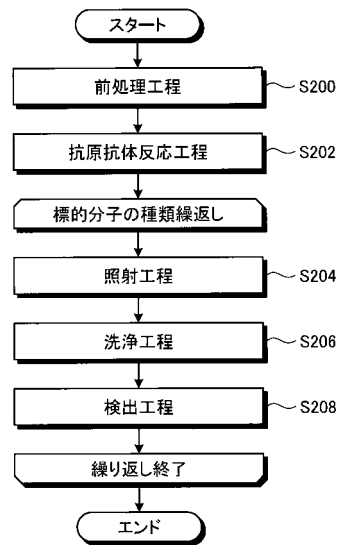 スタート
前処理工程
S200
抗原抗体反応工程
S202
標的分子の種類繰返し
照射工程
S204
洗浄工程
S206
検出工程
S208
繰り返し終了
エンド